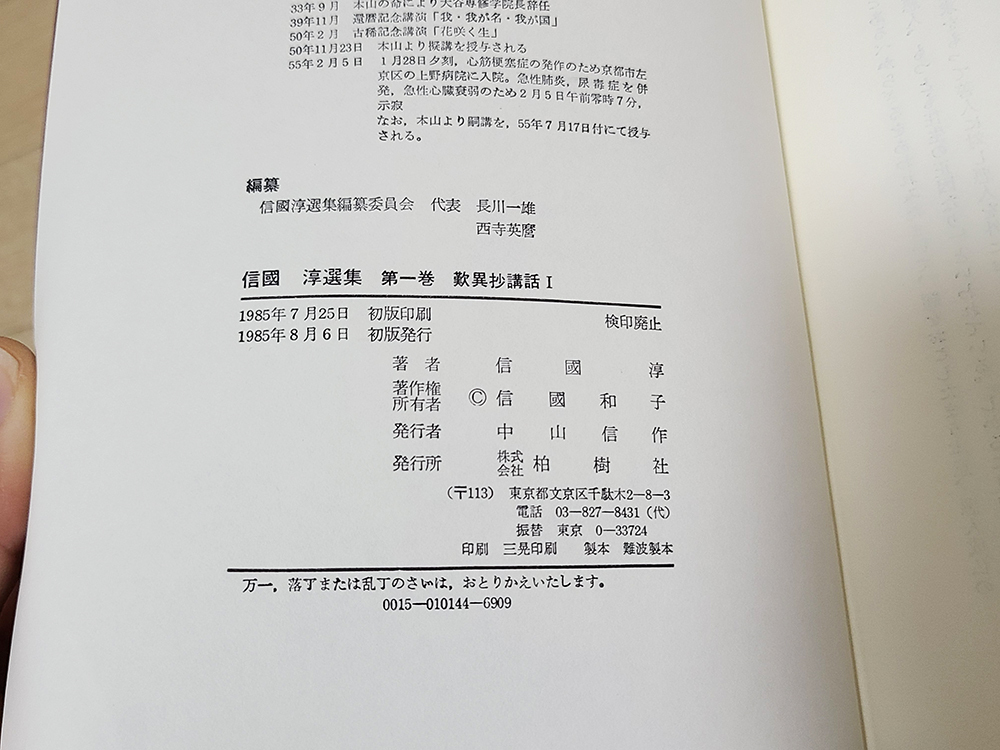 33年9月 本山の命により大谷専修学院長辞任
39年11月 還暦記念講演「我・我が名・我が国」
50年2月 古稀記念講演「花咲く生」
50年11月23日 本山より擬講を授与される
55年2月5日 1月28日夕刻，心筋梗塞症の発作のため京都市左
京区の上野病院に入院。急性肺炎，尿毒症を併
発，急性心臓衰弱のため2月5日午前零時7分，
示寂
なお，本山より嗣講を，55年7月17日付にて授与
される。
編纂
信國淳選集編纂委員会 代表 長川一雄
西寺英麿
信國 淳選集 第一巻 歎異抄講話Ⅰ
1985年7月25日 初版印刷
1985年8月6日 初版発行
検印廃止
著者 信國淳
著作権所有者 Ⓒ信國和子
発行者 中山信作
発行所 株式会社柏樹社
（〒113） 東京都文京区千駄木2－8－3
電話 03－827－8431（代）
振替 東京 0－33724
印刷 三晃印刷 製本 難波製本
万一，落丁または乱丁のさいは，おとりかえいたします。
0015－010144－6909